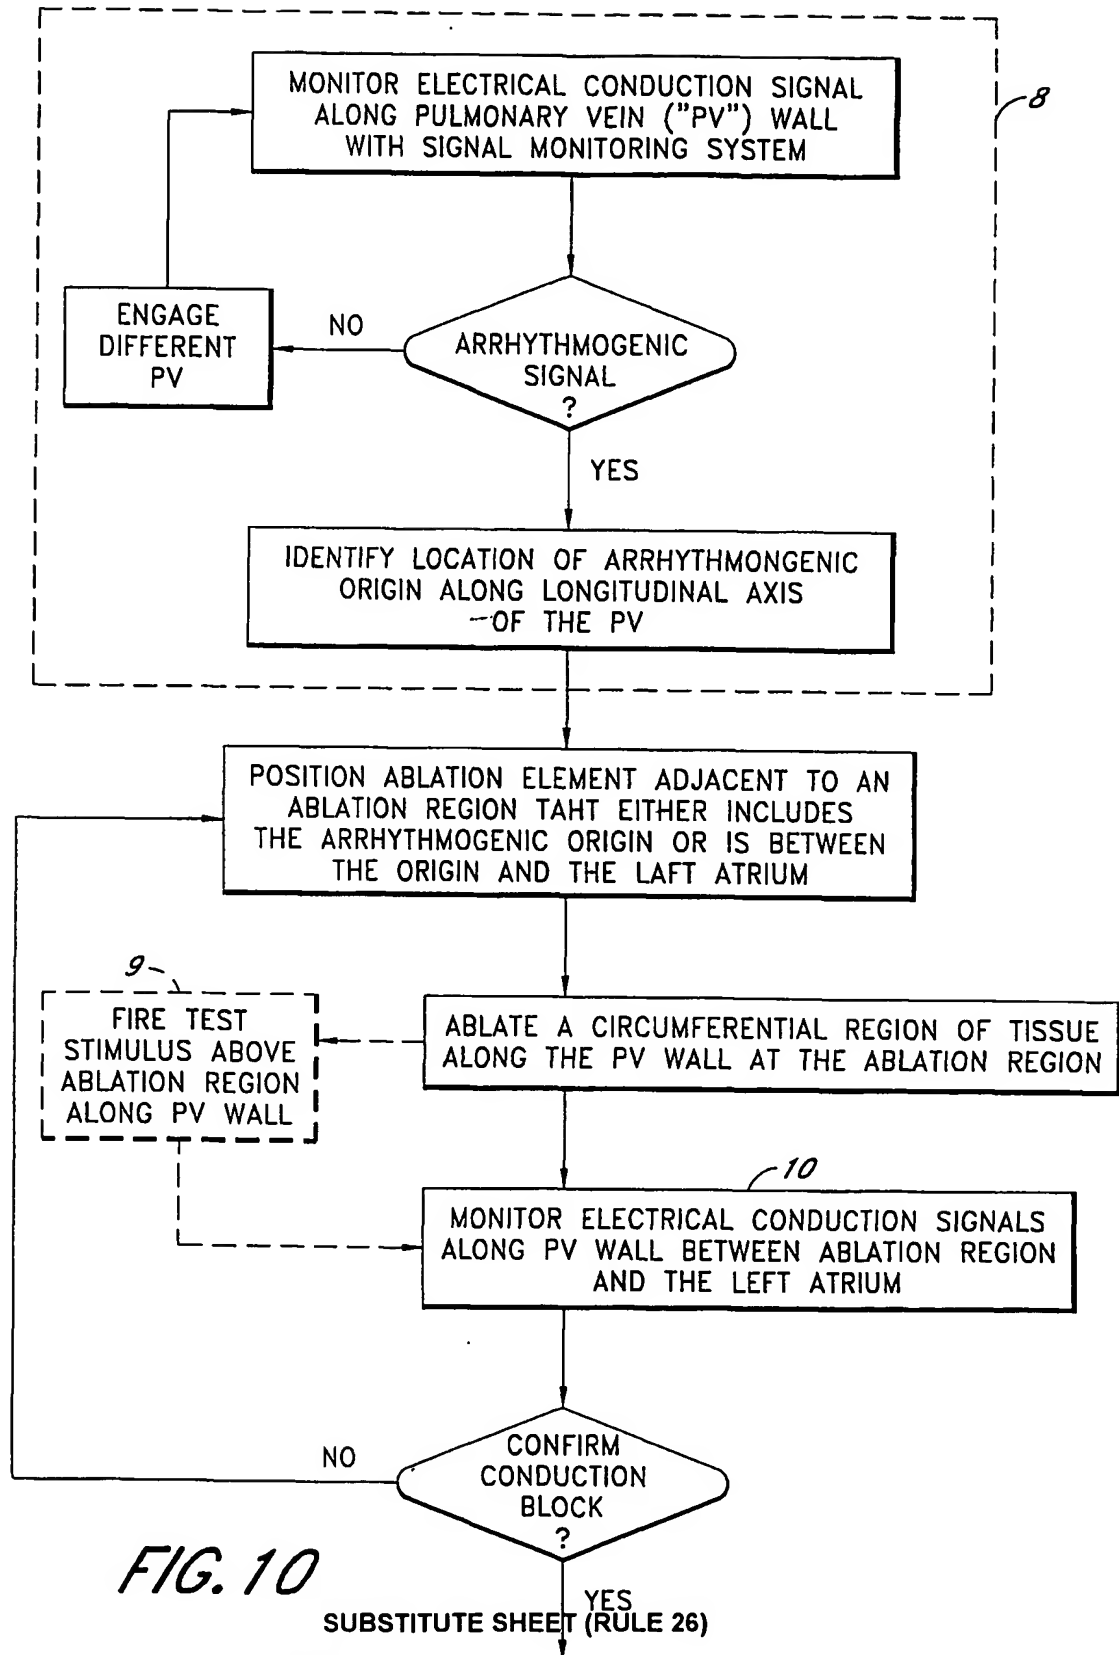 MONITOR ELECTRICAL CONDUCTION SIGNAL
ALONG PULMONARY VEIN ("PV") WALL
WITH SIGNAL MONITORING SYSTEM
8
ENGAGE
DIFFERENT
PV
NO
ARRHYTHMOGENIC
SIGNAL
?
YES
IDENTIFY LOCATION OF ARRHYTHMONGENIC
ORIGIN ALONG LONGITUDINAL AXIS
OF THE PV
POSITION ABLATION ELEMENT ADJACENT TO AN
ABLATION REGION TAHT EITHER INCLUDES
THE ARRHYTHMOGENIC ORIGIN OR IS BETWEEN
THE ORIGIN AND THE LAFT ATRIUM
9
FIRE TEST
STIMULUS ABOVE
ABLATION REGION
ALONG PV WALL
ABLATE A CIRCUMFERENTIAL REGION OF TISSUE
ALONG THE PV WALL AT THE ABLATION REGION
10
MONITOR ELECTRICAL CONDUCTION SIGNALS
ALONG PV WALL BETWEEN ABLATION REGION
AND THE LEFT ATRIUM
NO
CONFIRM
CONDUCTION
BLOCK
?
YES
FIG. 10
SUBSTITUTE SHEET (RULE 26)